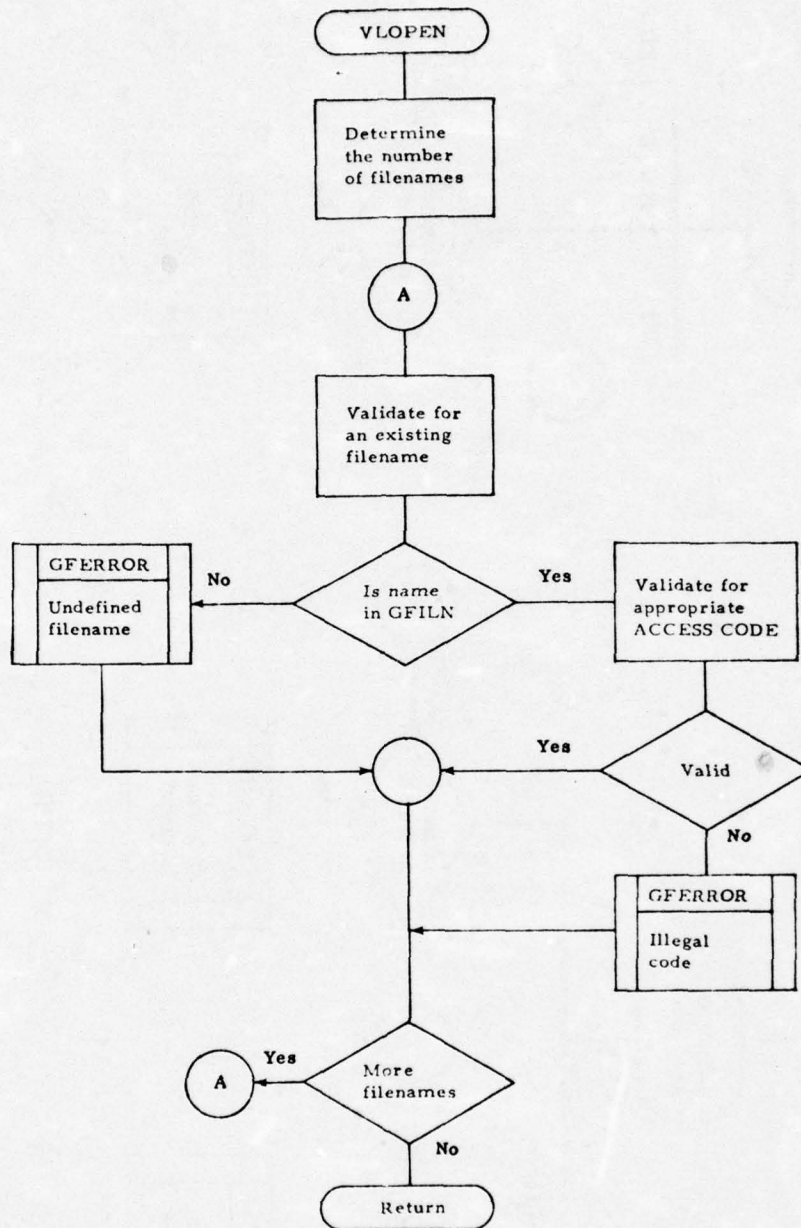 VLOPEN
Determine
the number
of filenames
A
Validate for
an existing
filename
GFERROR
Undefined
filename
No
Is name
in GFILN
Yes
Validate for
appropriate
ACCESS CODE
Yes
Valid
No
GFERROR
Illegal
code
A
Yes
More
filenames
No
Return